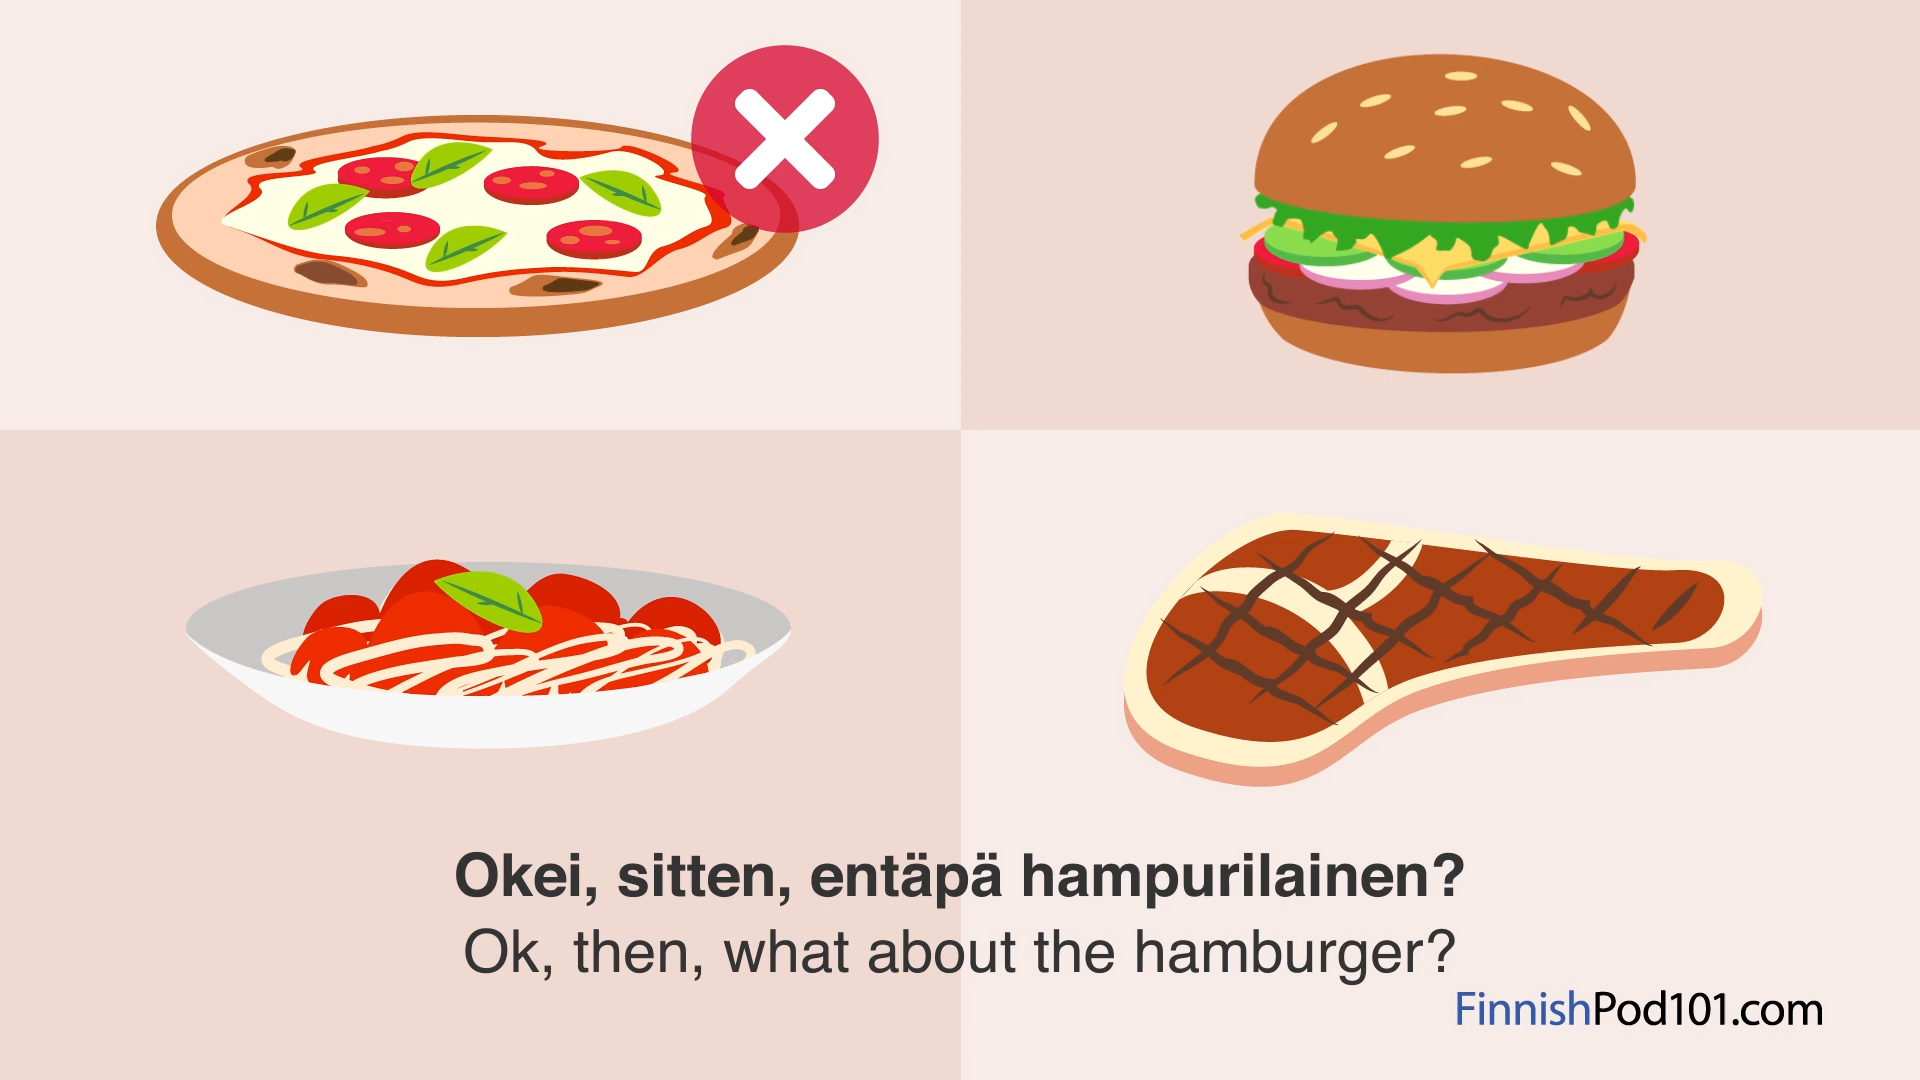 Okei, sitten, entäpä hampurilainen?
Ok, then, what about the hamburger?
FinnishPod101.com